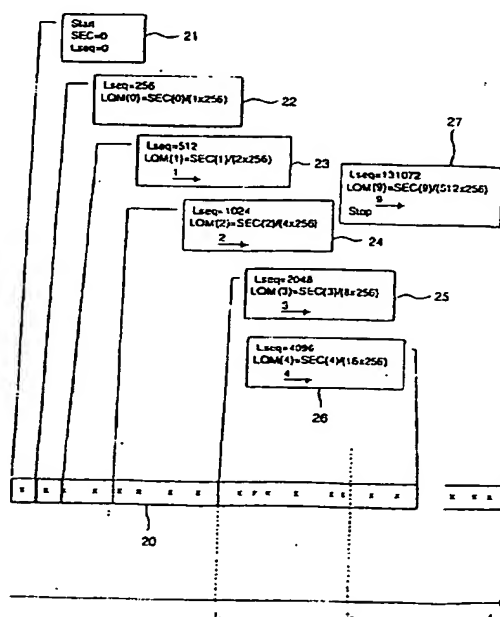 Start
SEC=0
Lseq=0
21
Lseq=256
LOM(0)=SEC(0)/(1x256)
22
Lseq=512
LOM(1)=SEC(1)/(2x256)
1
23
27
Lseq=131072
LOM(9)=SEC(9)/(512x256)
9
Stop
Lseq=1024
LOM(2)=SEC(2)/(4x256)
2
24
Lseq=2048
LOM(3)=SEC(3)/(8x256)
3
25
Lseq=4096
LOM(4)=SEC(4)/(16x256)
4
26
x x x x x x x x x x x x x x x x x x x
20